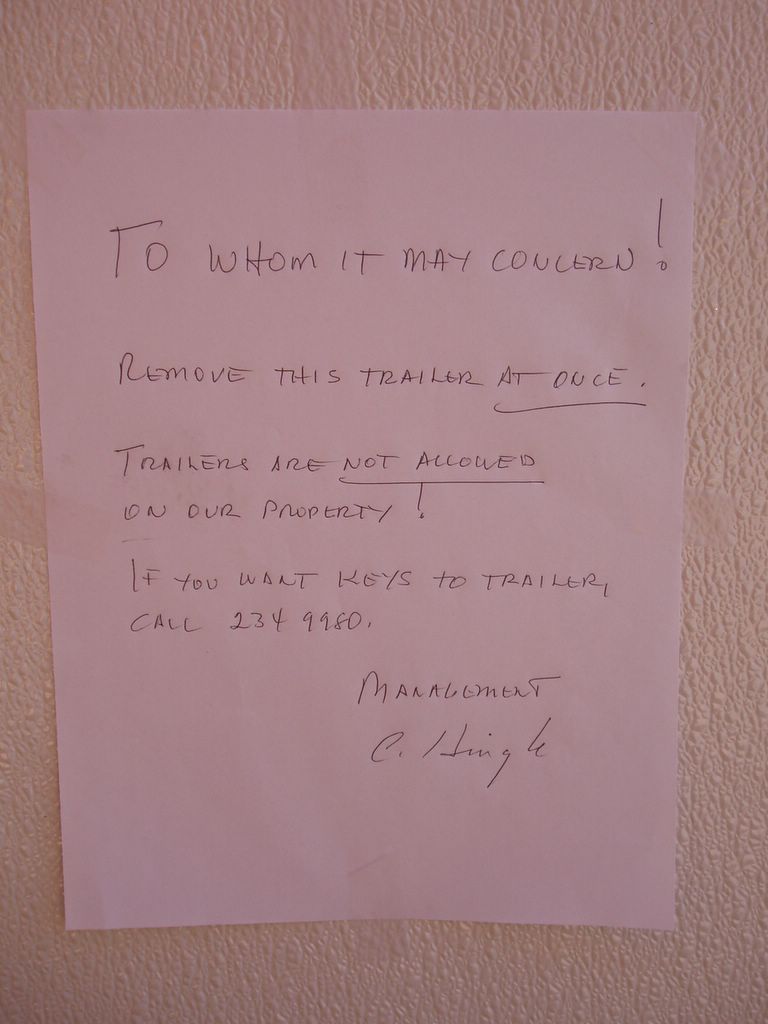 TO WHOM IT MAY CONCERN!
REMOVE THIS TRAILER AT ONCE.
TRAILERS ARE NOT ALLOWED
ON OUR PROPERTY!
IF YOU WANT KEYS TO TRAILER,
CALL 234 9980.
MANAGEMENT
C. Hingle